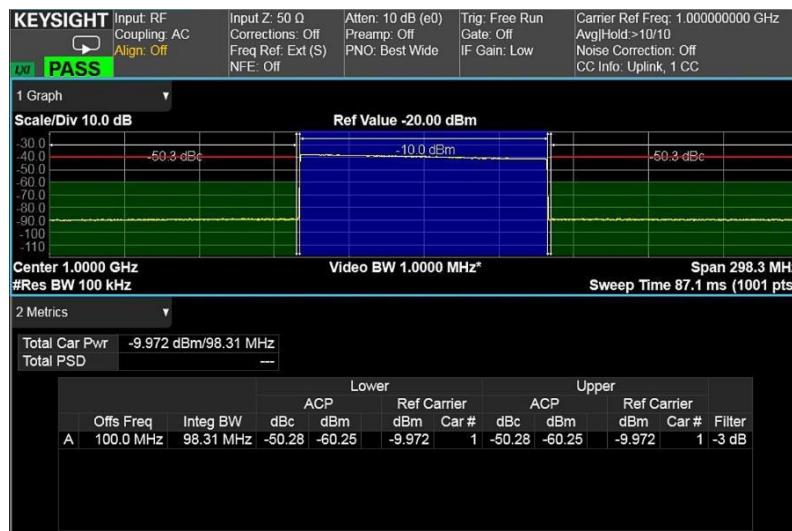 KEYSIGHT Input: RF Input Z: 50 Ω Atten: 10 dB (e0) Trig: Free Run Carrier Ref Freq: 1.000000000 GHz
Coupling: AC Corrections: Off Preamp: Off Gate: Off Avg|Hold:>10/10
Align: Off Freq Ref: Ext (S) PNO: Best Wide IF Gain: Low Noise Correction: Off
LXI PASS NFE: Off CC Info: Uplink, 1 CC
1 Graph
Scale/Div 10.0 dB Ref Value -20.00 dBm
-30.0
-40.0 -50.3 dBc -10.0 dBm -50.3 dBc
-50.0
-60.0
-70.0
-80.0
-90.0
-100
-110
Center 1.0000 GHz Video BW 1.0000 MHz* Span 298.3 MHz
#Res BW 100 kHz Sweep Time 87.1 ms (1001 pts
2 Metrics
Total Car Pwr -9.972 dBm/98.31 MHz
Total PSD ---
Lower Upper
ACP Ref Carrier ACP Ref Carrier
Offs Freq Integ BW dBc dBm dBm Car # dBc dBm dBm Car # Filter
A 100.0 MHz 98.31 MHz -50.28 -60.25 -9.972 1 -50.28 -60.25 -9.972 1 -3 dB